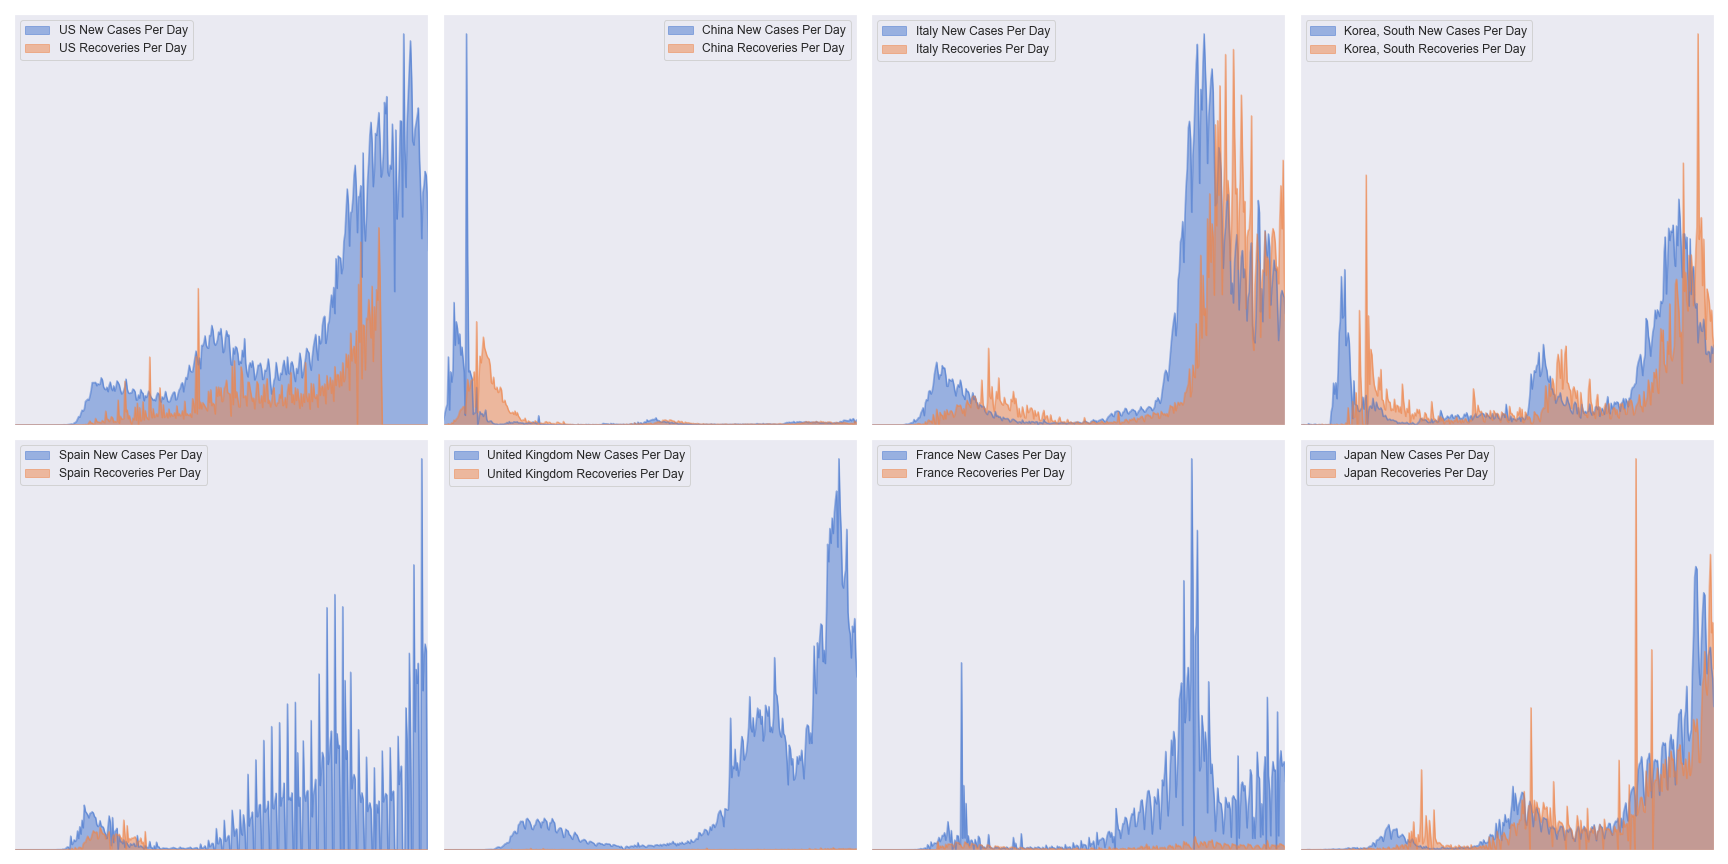 US New Cases Per Day
US Recoveries Per Day
China New Cases Per Day
China Recoveries Per Day
Italy New Cases Per Day
Italy Recoveries Per Day
Korea, South New Cases Per Day
Korea, South Recoveries Per Day
Spain New Cases Per Day
Spain Recoveries Per Day
United Kingdom New Cases Per Day
United Kingdom Recoveries Per Day
France New Cases Per Day
France Recoveries Per Day
Japan New Cases Per Day
Japan Recoveries Per Day